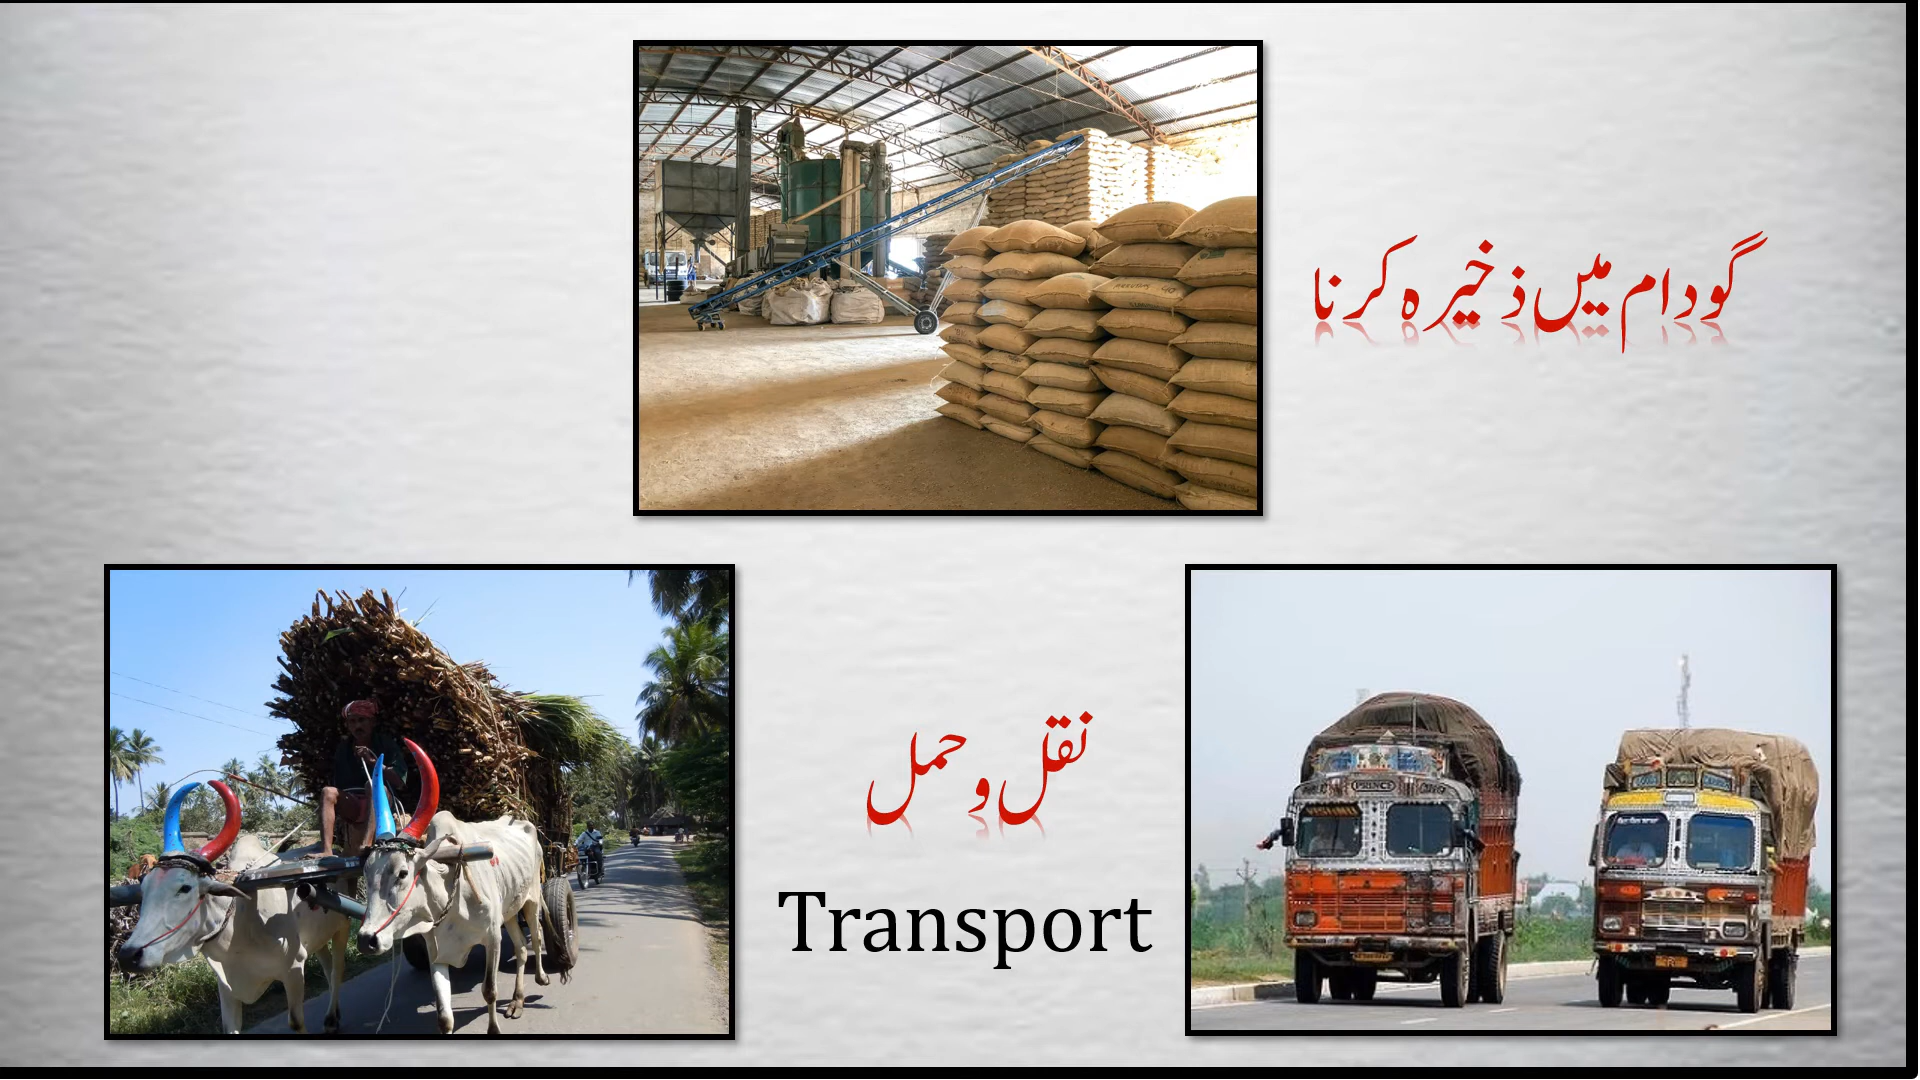 گودام میں ذخیرہ کرنا
نقل و حمل
Transport